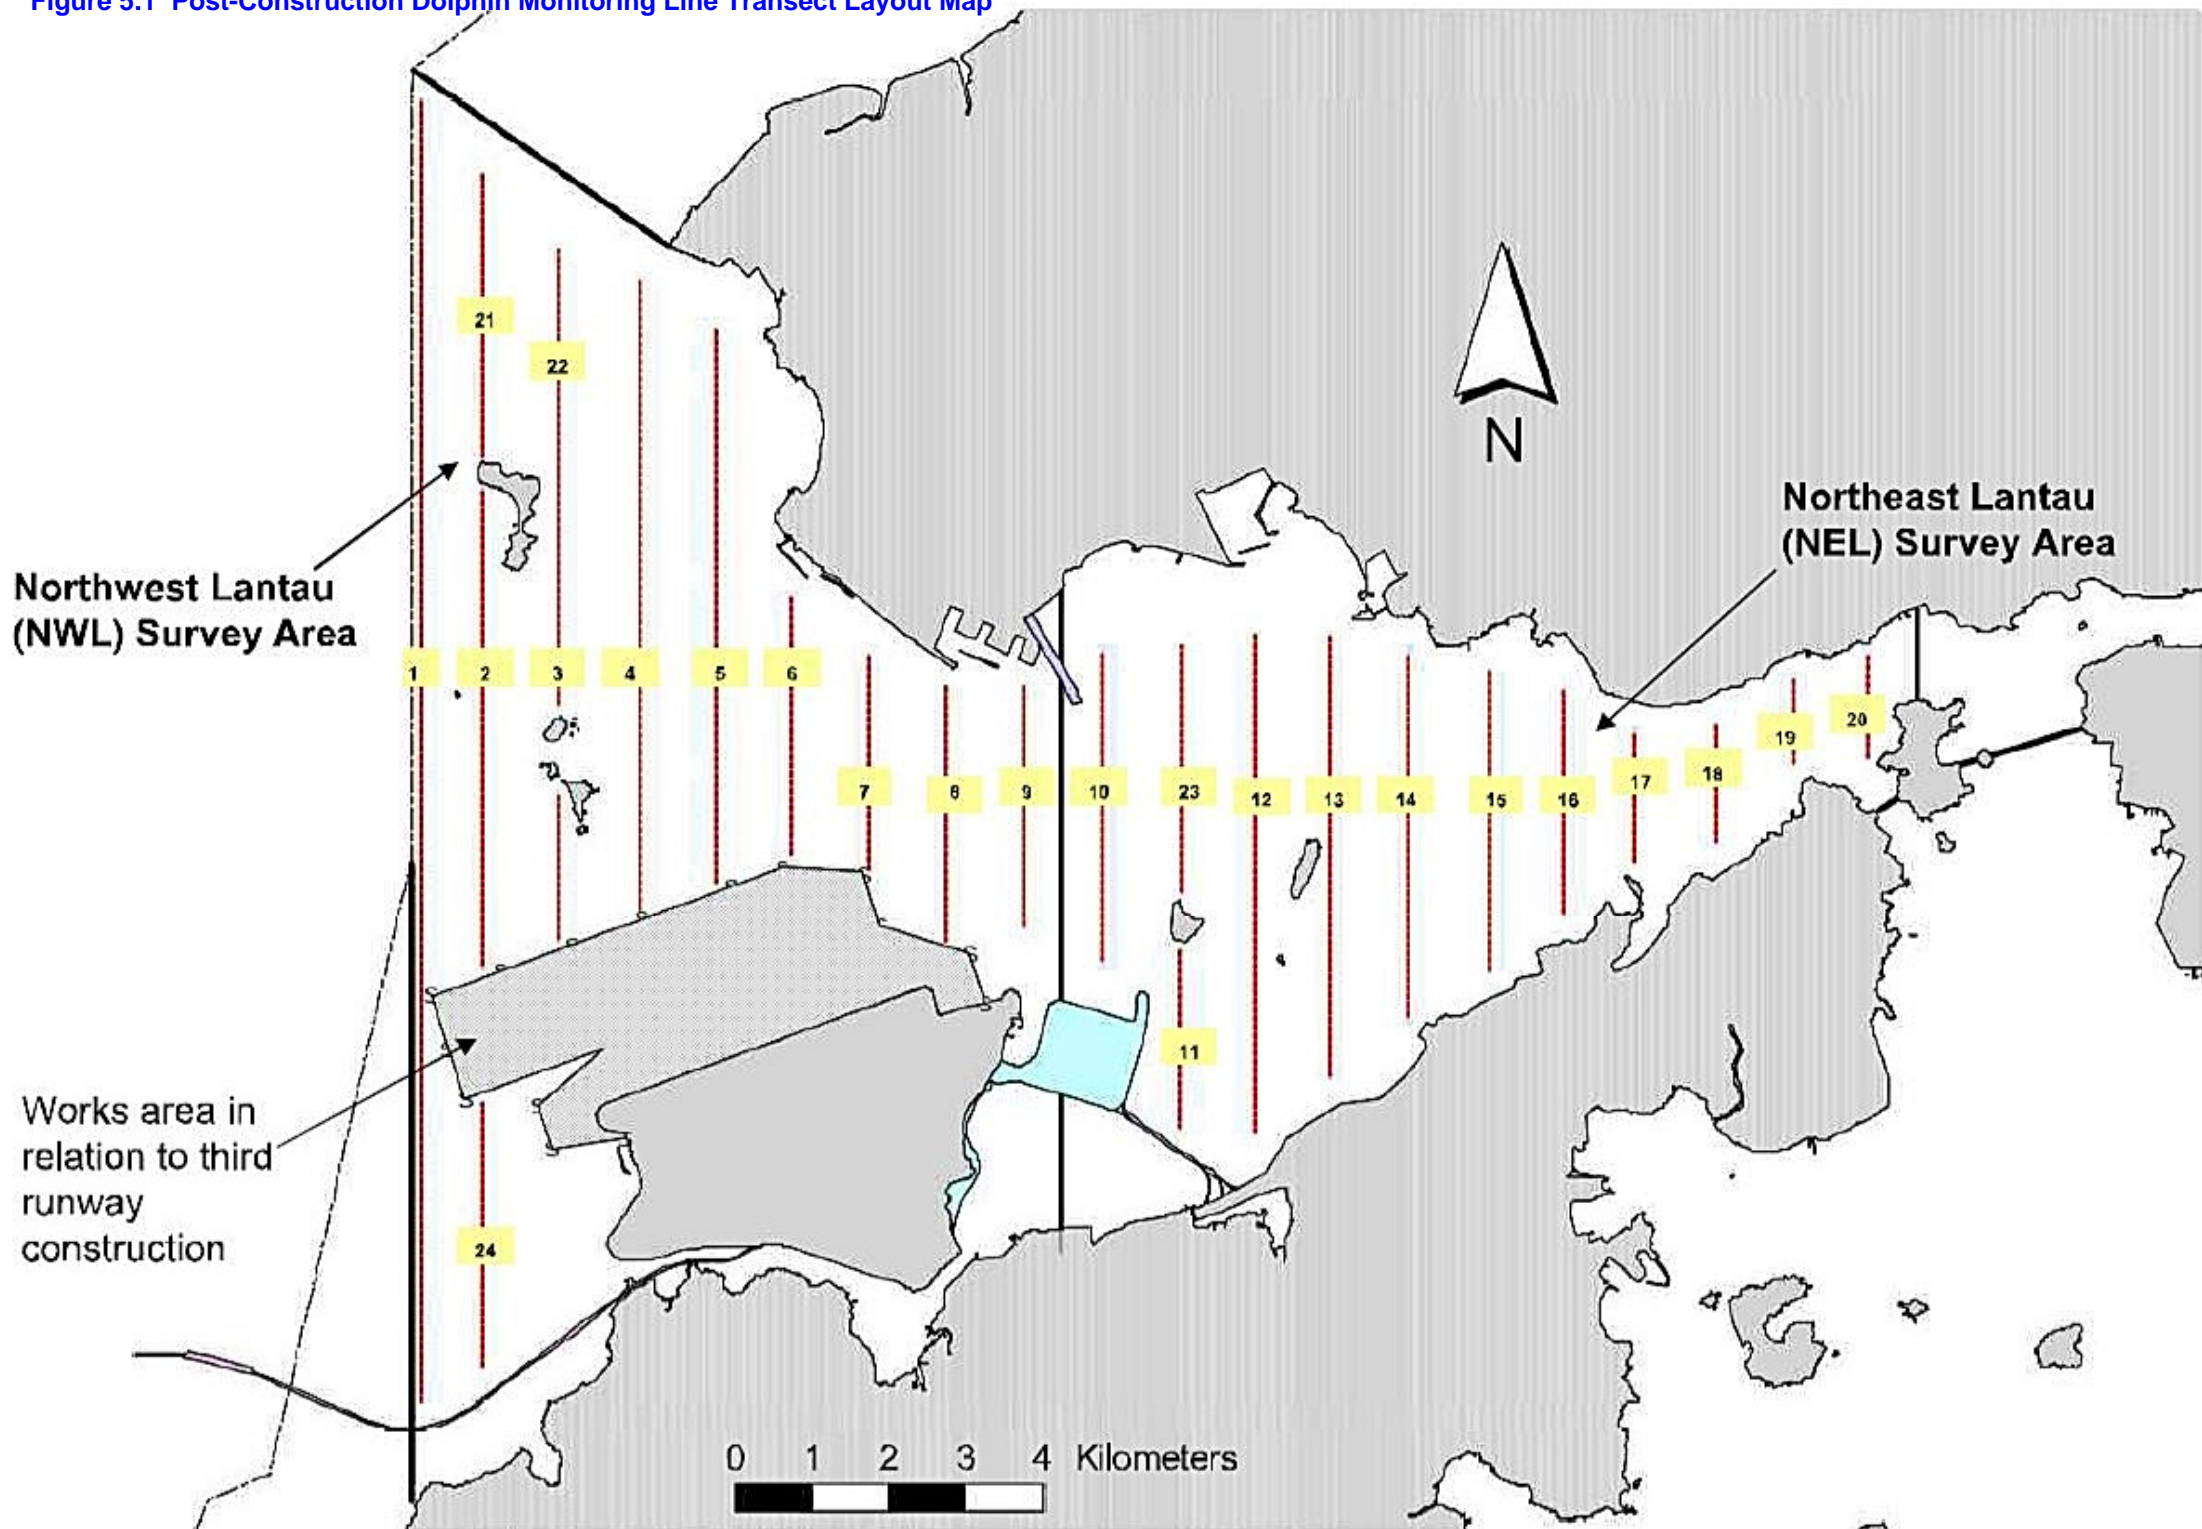 Figure 5.1 Post-Construction Dolphin Monitoring Line Transect Layout Map
21
22
N
Northeast Lantau
(NEL) Survey Area
Northwest Lantau
(NWL) Survey Area
1
2
3
4
5
6
7
8
9
10
23
12
13
14
15
16
17
18
19
20
11
Works area in
relation to third
runway
construction
24
0 1 2 3 4 Kilometers